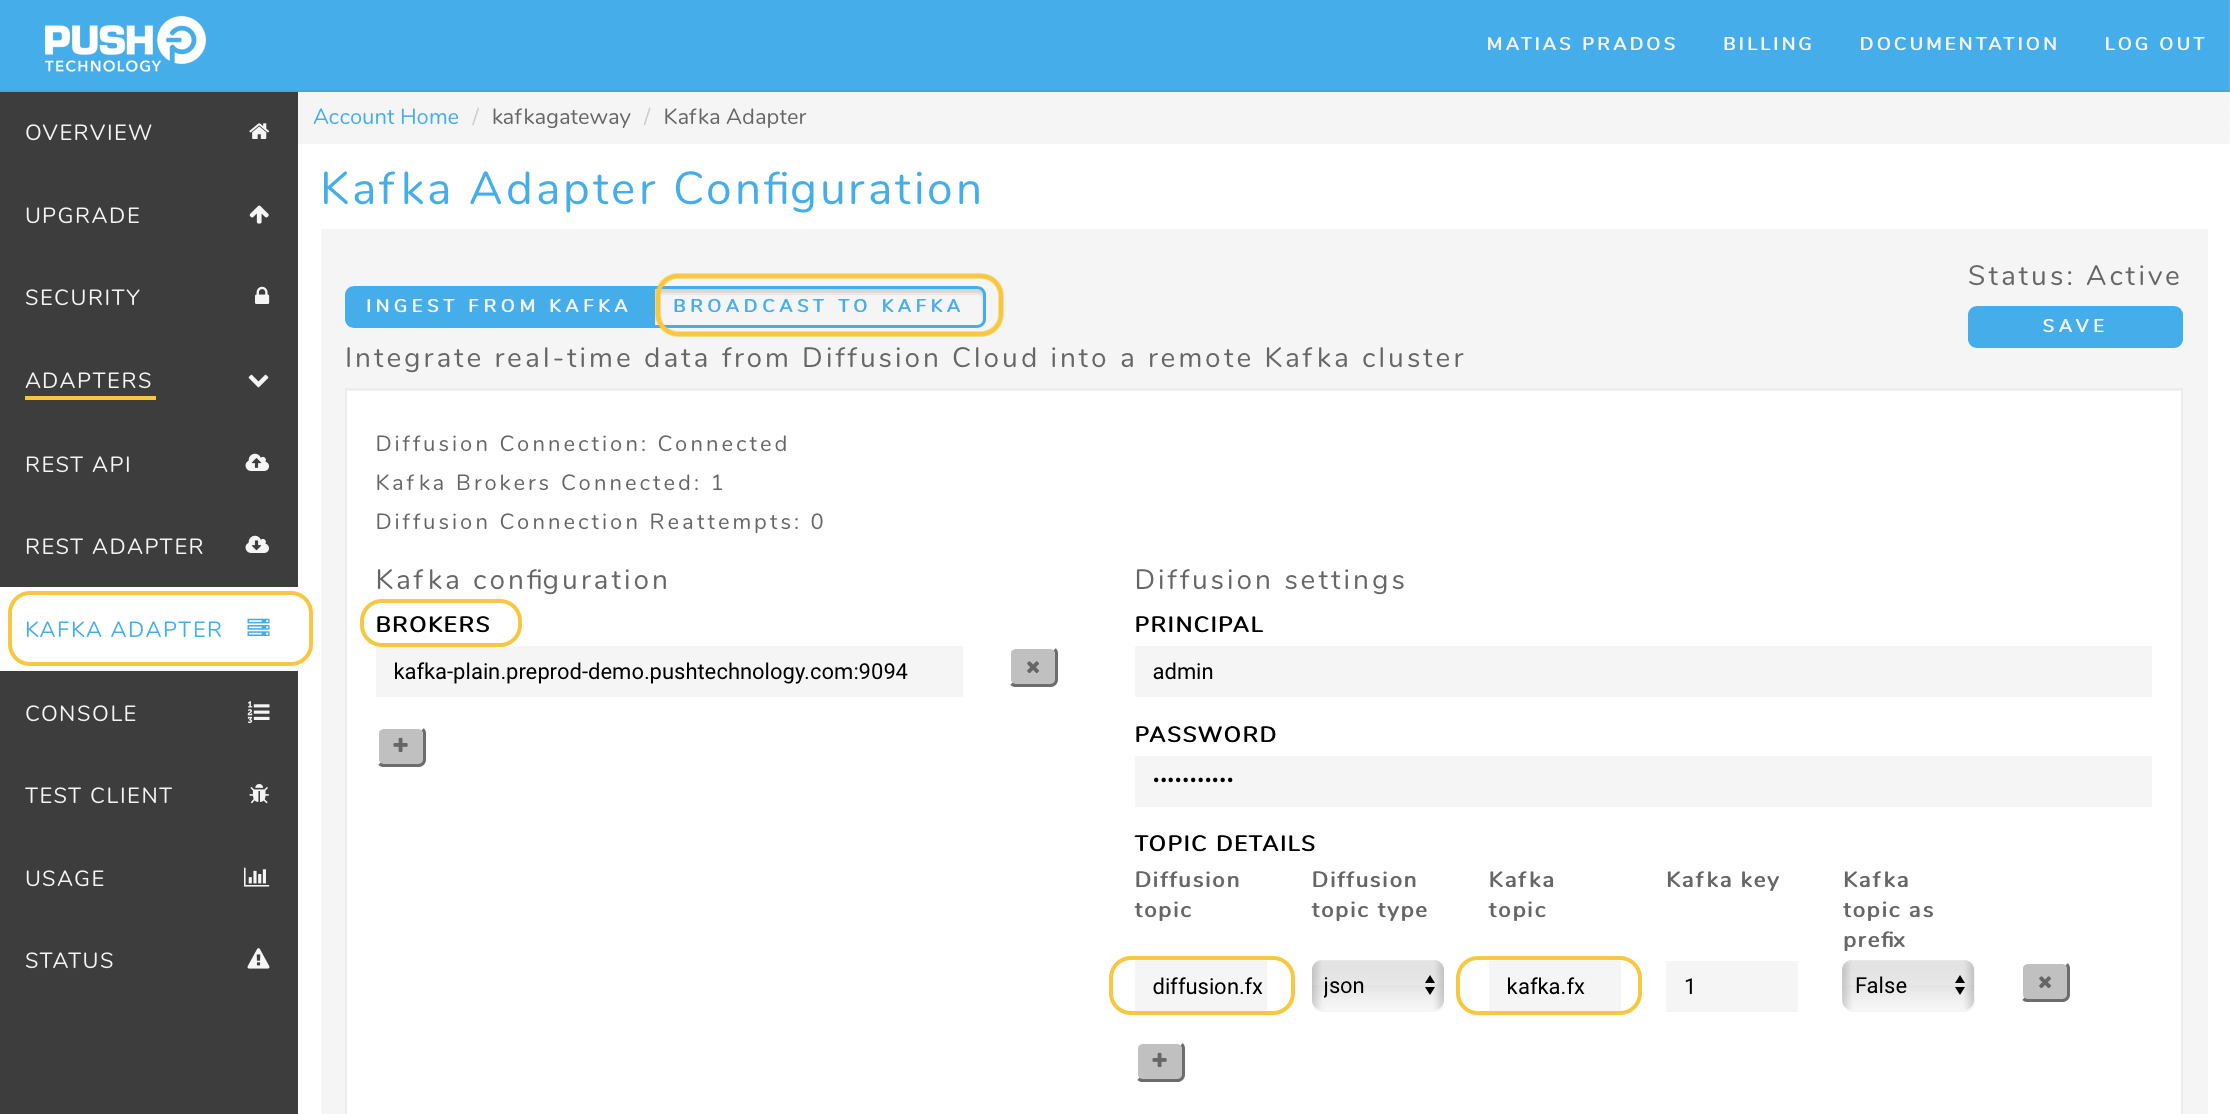 PUSH
TECHNOLOGY
MATIAS PRADOS BILLING DOCUMENTATION LOG OUT
OVERVIEW
UPGRADE
SECURITY
ADAPTERS
REST API
REST ADAPTER
KAFKA ADAPTER
CONSOLE
TEST CLIENT
USAGE
STATUS
Account Home / kafkagateway / Kafka Adapter
Kafka Adapter Configuration
INGEST FROM KAFKA BROADCAST TO KAFKA
Status: Active
SAVE
Integrate real-time data from Diffusion Cloud into a remote Kafka cluster
Diffusion Connection: Connected
Kafka Brokers Connected: 1
Diffusion Connection Reattempts: 0
Kafka configuration
BROKERS
kafka-plain.preprod-demo.pushtechnology.com:9094
Diffusion settings
PRINCIPAL
admin
PASSWORD
•••••••••••
TOPIC DETAILS
Diffusion topic
Diffusion topic type
Kafka topic
Kafka key
Kafka topic as prefix
diffusion.fx json kafka.fx 1 False